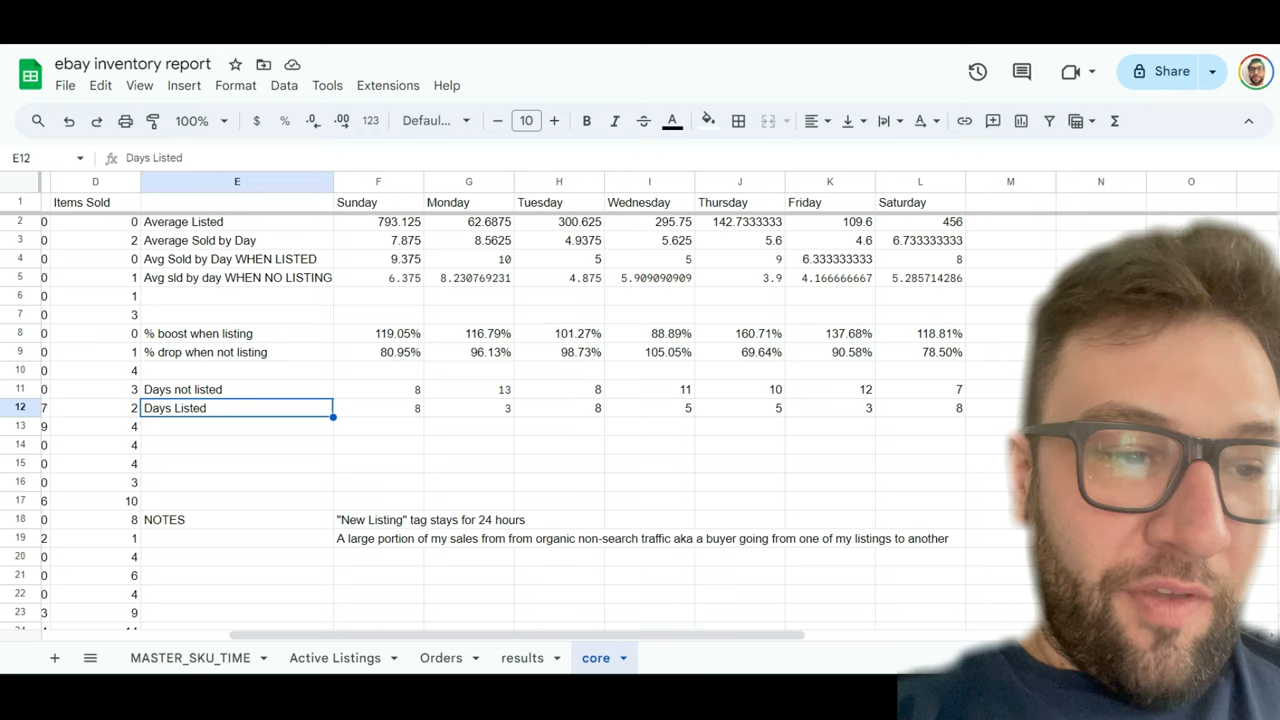 ebay inventory report
File Edit View Insert Format Data Tools Extensions Help
Share
100% $ % .0 .00 123 Defaul... 10 B I A
E12 fx Days Listed
D E F G H I J K L M N O
1 Items Sold Sunday Monday Tuesday Wednesday Thursday Friday Saturday
2 0 0 Average Listed 793.125 62.6875 300.625 295.75 142.7333333 109.6 456
3 0 2 Average Sold by Day 7.875 8.5625 4.9375 5.625 5.6 4.6 6.733333333
4 0 0 Avg Sold by Day WHEN LISTED 9.375 10 5 5 9 6.333333333 8
5 0 1 Avg sld by day WHEN NO LISTING 6.375 8.230769231 4.875 5.909090909 3.9 4.166666667 5.285714286
6 0 1
7 0 3
8 0 0 % boost when listing 119.05% 116.79% 101.27% 88.89% 160.71% 137.68% 118.81%
9 0 1 % drop when not listing 80.95% 96.13% 98.73% 105.05% 69.64% 90.58% 78.50%
10 0 4
11 0 3 Days not listed 8 13 8 11 10 12 7
12 7 2 Days Listed 8 3 8 5 5 3 8
13 9 4
14 0 4
15 0 4
16 0 3
17 6 10
18 0 8 NOTES "New Listing" tag stays for 24 hours
19 2 1 A large portion of my sales from from organic non-search traffic aka a buyer going from one of my listings to another
20 0 4
21 0 6
22 0 4
23 3 9
MASTER_SKU_TIME Active Listings Orders results core